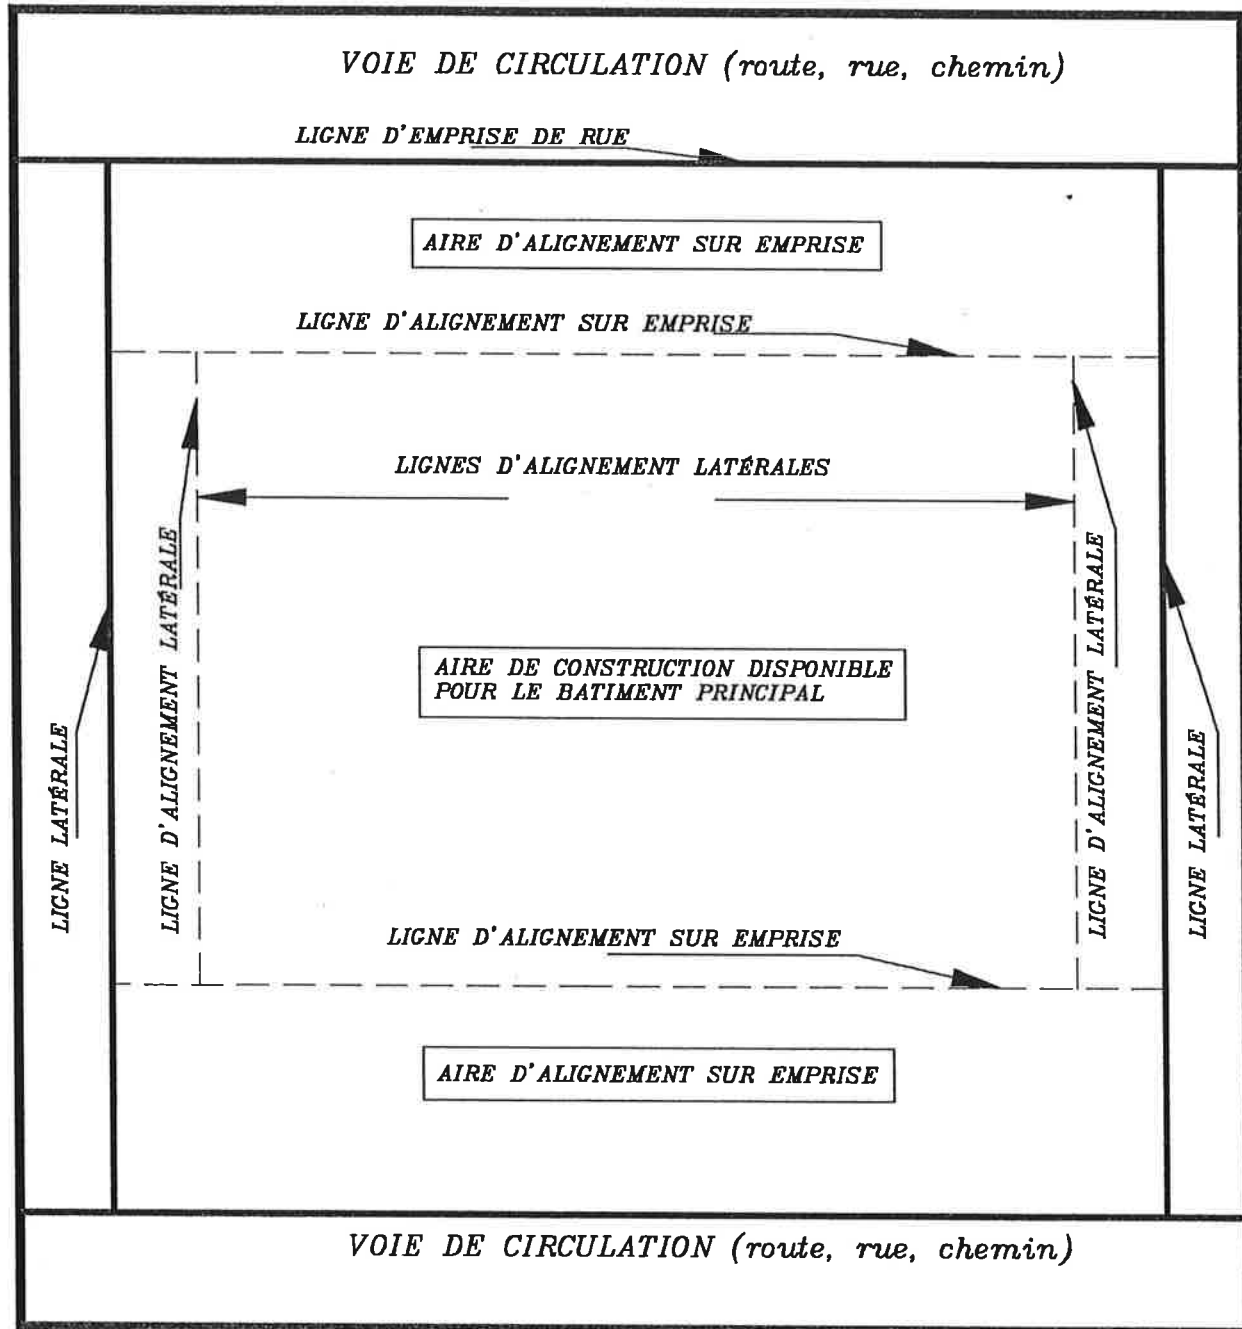 VOIE DE CIRCULATION (route, rue, chemin)
LIGNE D'EMPRISE DE RUE
AIRE D'ALIGNEMENT SUR EMPRISE
LIGNE D'ALIGNEMENT SUR EMPRISE
LIGNES D'ALIGNEMENT LATÉRALES
LIGNE LATÉRALE
LIGNE D'ALIGNEMENT LATÉRALE
AIRE DE CONSTRUCTION DISPONIBLE
POUR LE BATIMENT PRINCIPAL
LIGNE D'ALIGNEMENT LATÉRALE
LIGNE LATÉRALE
LIGNE D'ALIGNEMENT SUR EMPRISE
AIRE D'ALIGNEMENT SUR EMPRISE
VOIE DE CIRCULATION (route, rue, chemin)